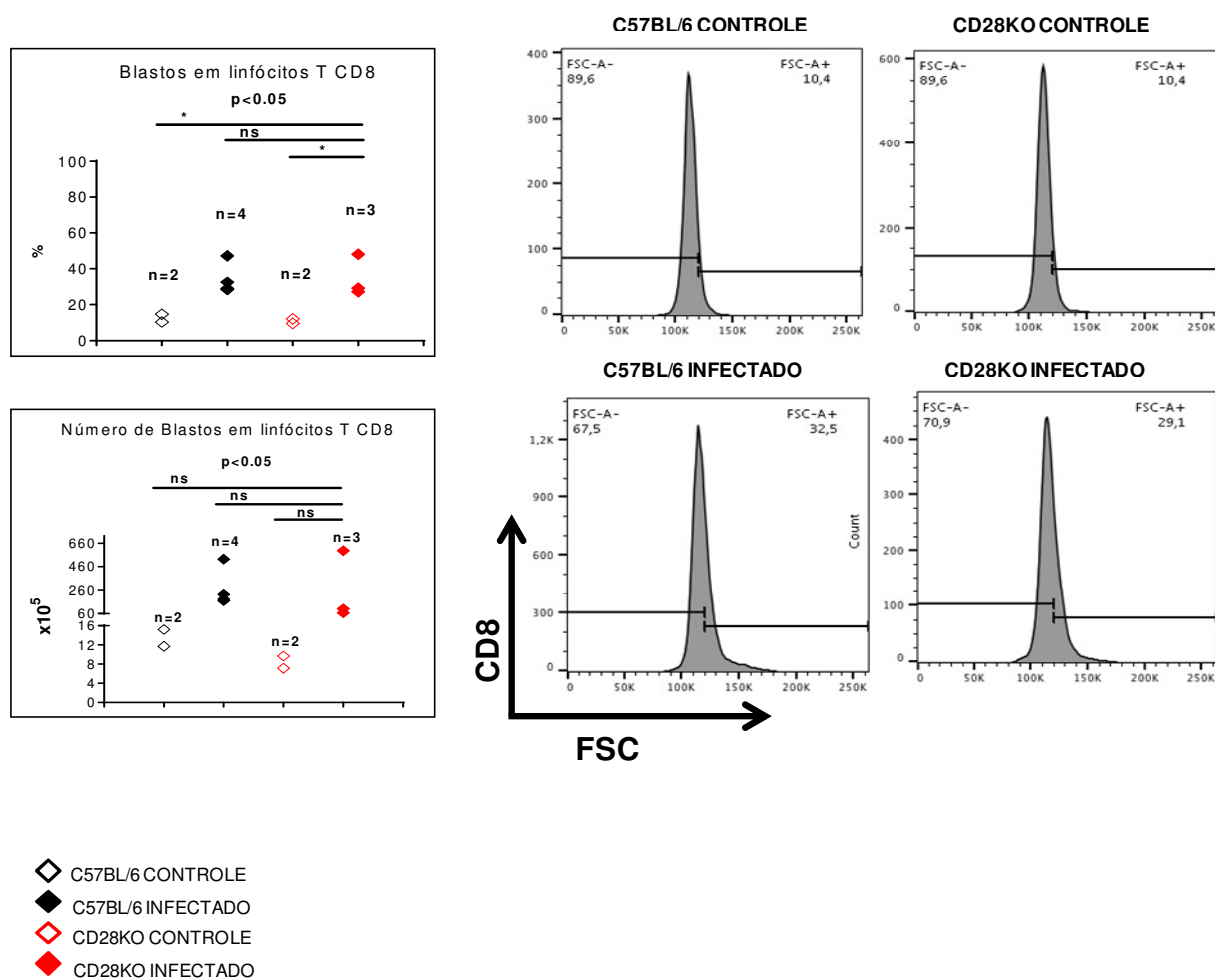 Blastos em linfócitos T CD8
p<0.05
*
ns
*
100
80
60
40
20
0
%
n=2
n=4
n=2
n=3
Número de Blastos em linfócitos T CD8
p<0.05
ns
ns
ns
660
460
260
60
16
12
8
4
0
x10⁵
n=2
n=4
n=2
n=3
C57BL/6 CONTROLE
FSC-A-
89,6
FSC-A+
10,4
400
300
200
100
0
0 50K 100K 150K 200K 250K
CD28KO CONTROLE
FSC-A-
89,6
FSC-A+
10,4
600
400
200
0
0 50K 100K 150K 200K 250K
C57BL/6 INFECTADO
FSC-A-
67,5
FSC-A+
32,5
1,2K
900
600
300
0
Count
0 50K 100K 150K 200K 250K
CD28KO INFECTADO
FSC-A-
70,9
FSC-A+
29,1
400
300
200
100
0
0 50K 100K 150K 200K 250K
CD8
FSC
C57BL/6 CONTROLE
C57BL/6 INFECTADO
CD28KO CONTROLE
CD28KO INFECTADO